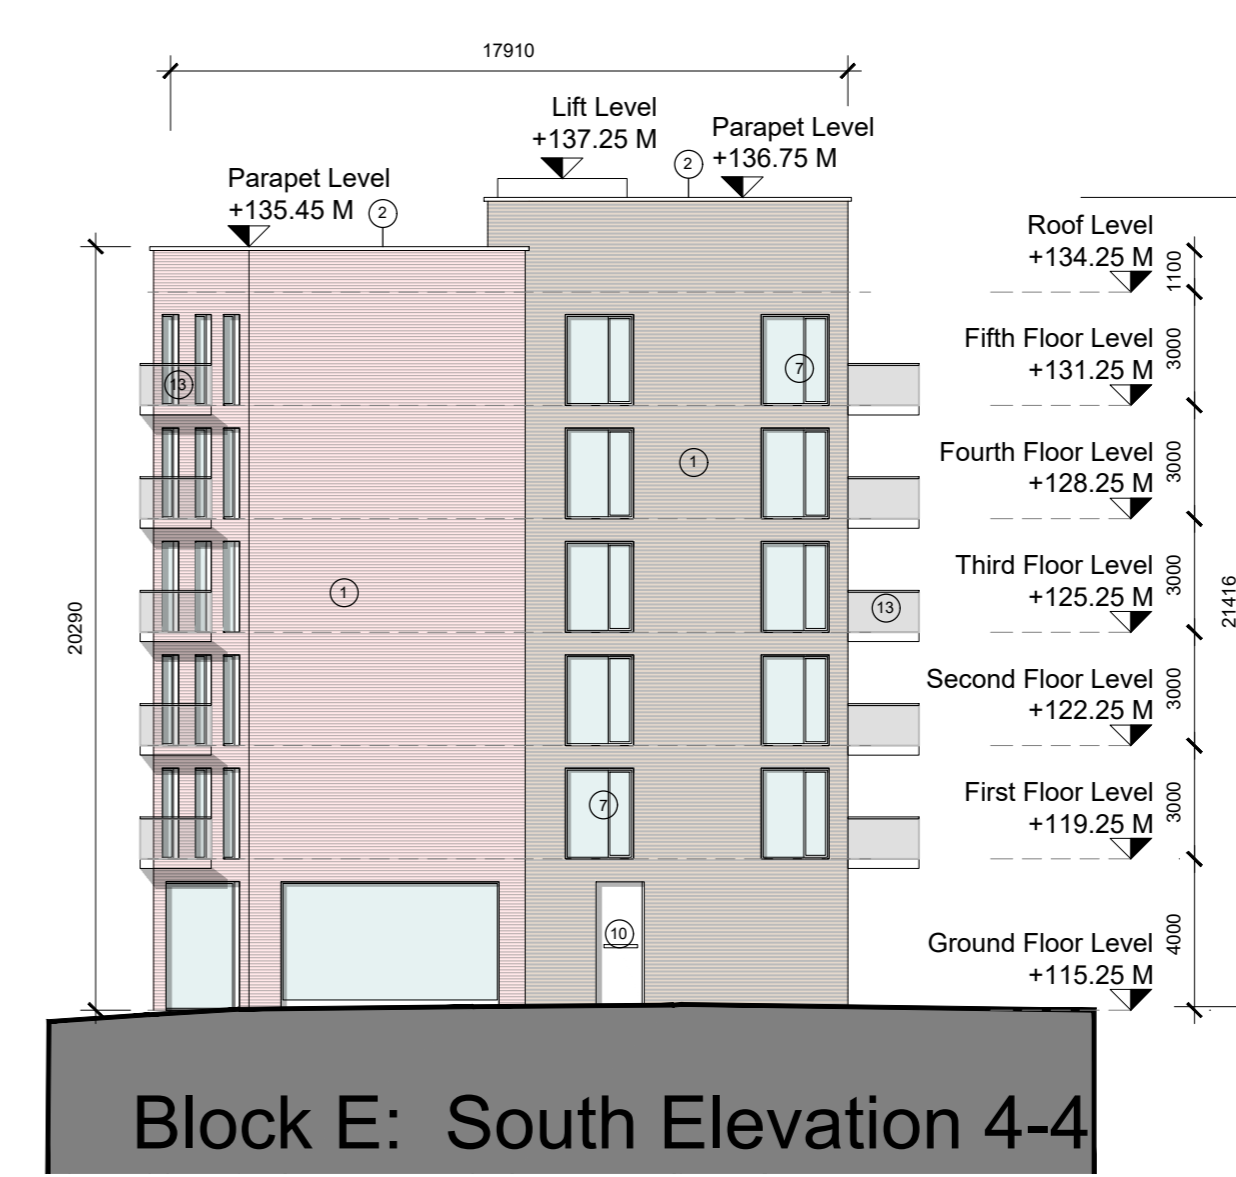 17910
Lift Level
+137.25 M
Parapet Level
+136.75 M
2
Parapet Level
+135.45 M
2
Roof Level
+134.25 M
1100
Fifth Floor Level
+131.25 M
3000
7
13
Fourth Floor Level
+128.25 M
3000
1
Third Floor Level
+125.25 M
3000
1
13
20290
21416
Second Floor Level
+122.25 M
3000
First Floor Level
+119.25 M
3000
7
Ground Floor Level
+115.25 M
4000
10
Block E: South Elevation 4-4